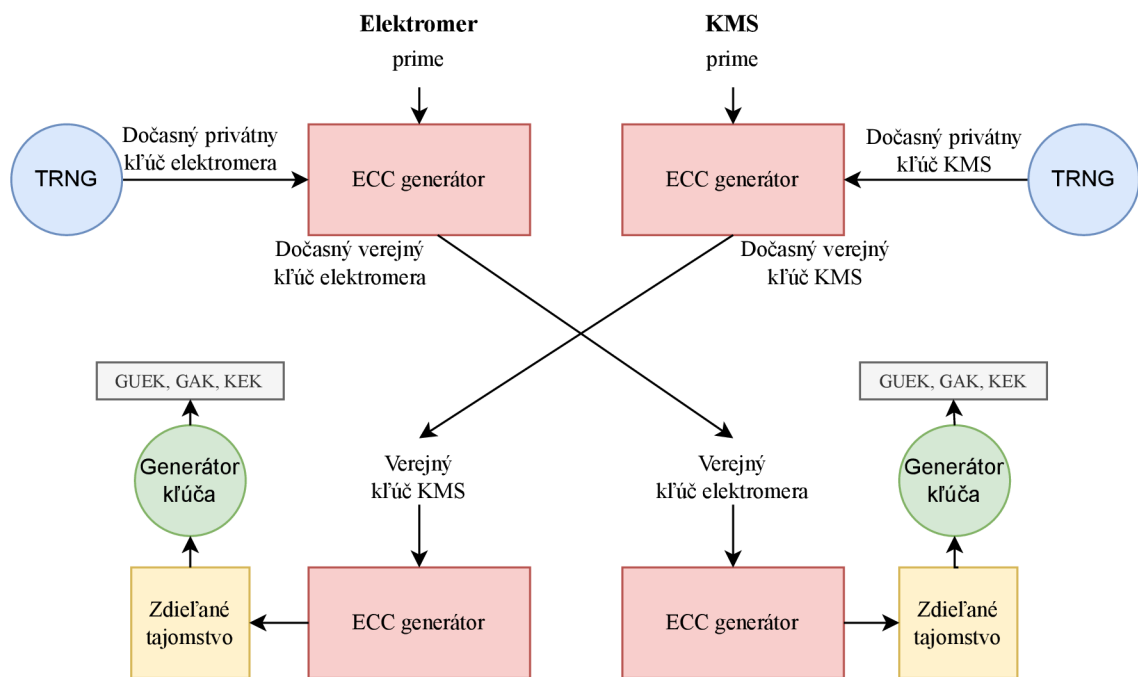 Elektromer
KMS
prime
prime
TRNG
Dočasný privátny
kľúč elektromera
ECC generátor
ECC generátor
Dočasný privátny
kľúč KMS
TRNG
Dočasný verejný
kľúč elektromera
Dočasný verejný
kľúč KMS
GUEK, GAK, KEK
GUEK, GAK, KEK
Generátor
kľúča
Verejný
kľúč KMS
Verejný
kľúč elektromera
Generátor
kľúča
Zdieľané
tajomstvo
ECC generátor
ECC generátor
Zdieľané
tajomstvo